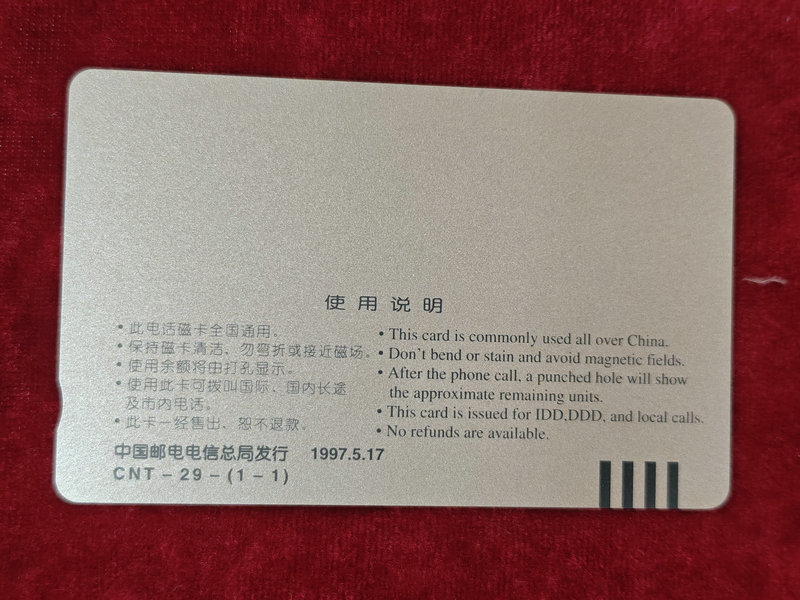 使用说明
• 此电话磁卡全国通用。
• 保持磁卡清洁、勿弯折或接近磁场。
• 使用余额将由打孔显示。
• 使用此卡可拨叫国际、国内长途
及市内电话。
• 此卡一经售出、恕不退款。
• This card is commonly used all over China.
• Don't bend or stain and avoid magnetic fields.
• After the phone call, a punched hole will show
the approximate remaining units.
• This card is issued for IDD,DDD, and local calls.
• No refunds are available.
中国邮电电信总局发行 1997.5.17
CNT – 29 – (1 – 1)